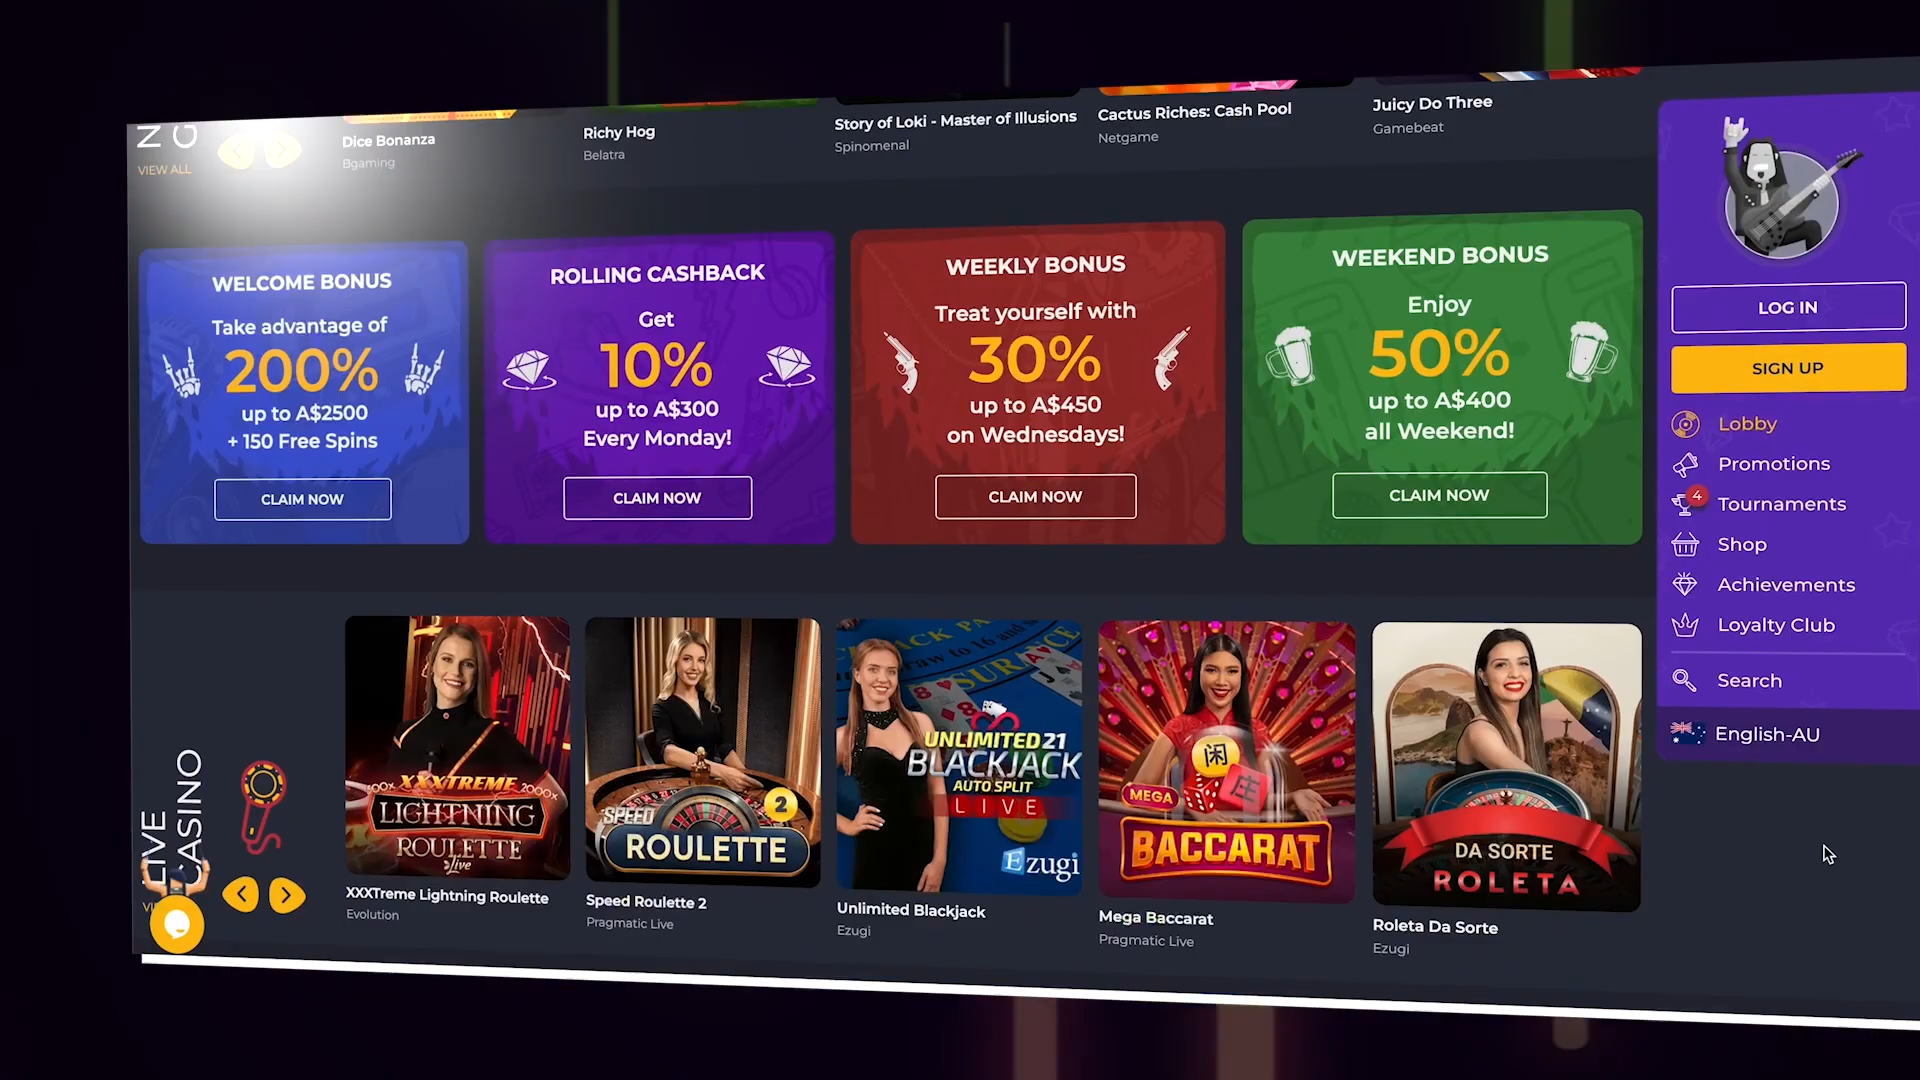 N
G
VIEW ALL
Dice Bonanza
Bgaming
Richy Hog
Belatra
Story of Loki - Master of Illusions
Spinomenal
Cactus Riches: Cash Pool
Netgame
Juicy Do Three
Gamebeat
WELCOME BONUS
Take advantage of
200%
up to A$2500
+ 150 Free Spins
CLAIM NOW
ROLLING CASHBACK
Get
10%
up to A$300
Every Monday!
CLAIM NOW
WEEKLY BONUS
Treat yourself with
30%
up to A$450
on Wednesdays!
CLAIM NOW
WEEKEND BONUS
Enjoy
50%
up to A$400
all Weekend!
CLAIM NOW
LOG IN
SIGN UP
Lobby
Promotions
4
Tournaments
Shop
Achievements
Loyalty Club
Search
English-AU
LIVE
CASINO
XXXTREME
2000x
LIGHTNING
ROULETTE
Live
XXXTreme Lightning Roulette
Evolution
2
SPEED
ROULETTE
Speed Roulette 2
Pragmatic Live
UNLIMITED 21
BLACKJACK
AUTO SPLIT
LIVE
Ezugi
Unlimited Blackjack
Ezugi
闲
庄
MEGA
BACCARAT
Mega Baccarat
Pragmatic Live
DA SORTE
ROLETA
Roleta Da Sorte
Ezugi